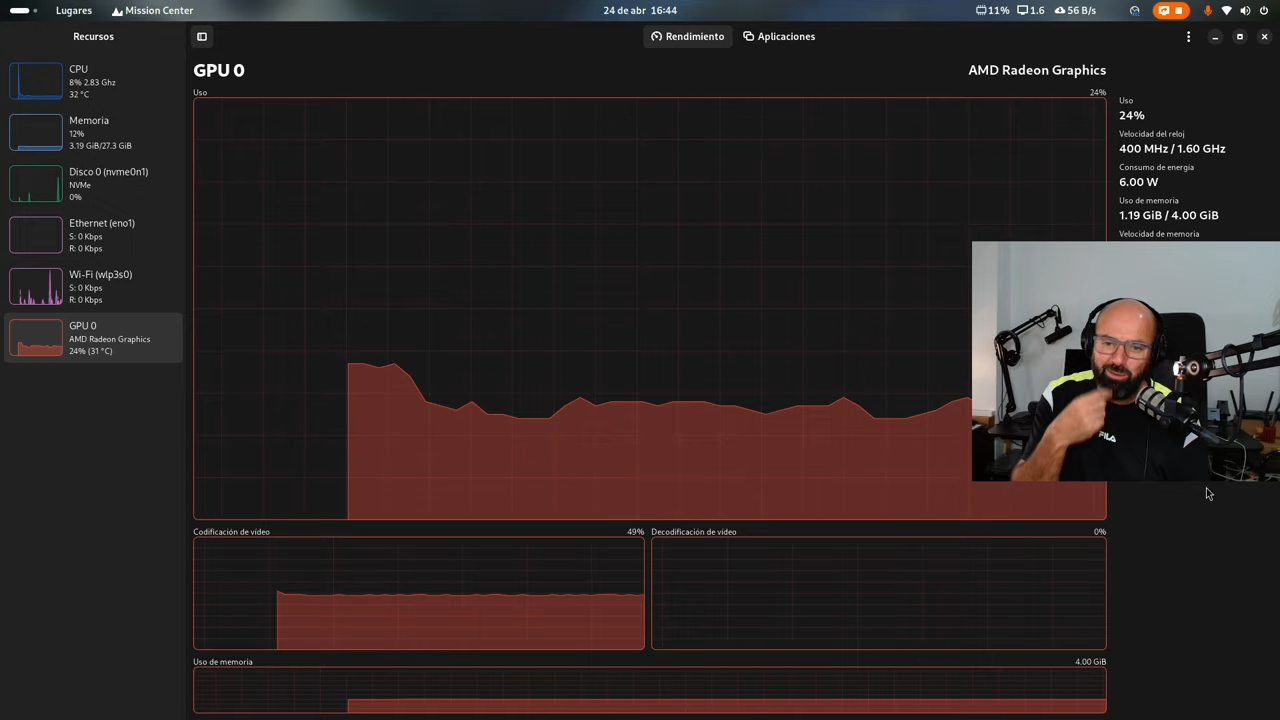 Lugares
Mission Center
24 de abr 16:44
11%
1.6
56 B/s
Recursos
Rendimiento
Aplicaciones
CPU
8% 2.83 Ghz
32 °C
Memoria
12%
3.19 GiB/27.3 GiB
Disco 0 (nvme0n1)
NVMe
0%
Ethernet (eno1)
S: 0 Kbps
R: 0 Kbps
Wi-Fi (wlp3s0)
S: 0 Kbps
R: 0 Kbps
GPU 0
AMD Radeon Graphics
24% (31 °C)
GPU 0
AMD Radeon Graphics
Uso
24%
Uso
24%
Velocidad del reloj
400 MHz / 1.60 GHz
Consumo de energía
6.00 W
Uso de memoria
1.19 GiB / 4.00 GiB
Velocidad de memoria
FILA
Codificación de vídeo
49%
Decodificación de vídeo
0%
Uso de memoria
4.00 GiB